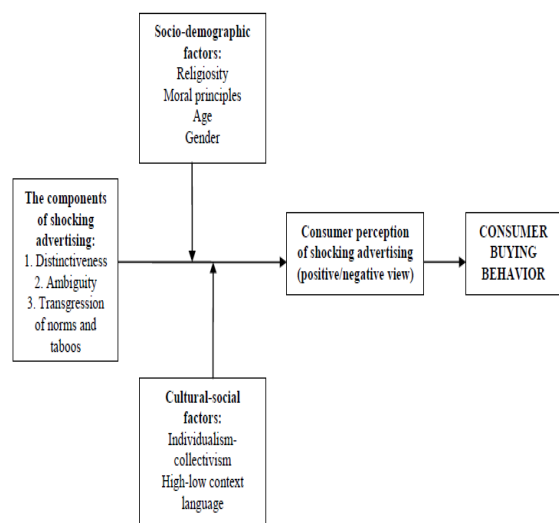 Socio-demographic
factors:
Religiosity
Moral principles
Age
Gender
The components
of shocking
advertising:
1. Distinctiveness
2. Ambiguity
3. Transgression
of norms and
taboos
Consumer perception
of shocking advertising
(positive/negative view)
CONSUMER
BUYING
BEHAVIOR
Cultural-social
factors:
Individualism-
collectivism
High-low context
language